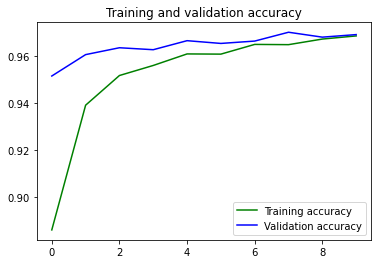 Training and validation accuracy
0.96
0.94
0.92
0.90
Training accuracy
Validation accuracy
0 2 4 6 8